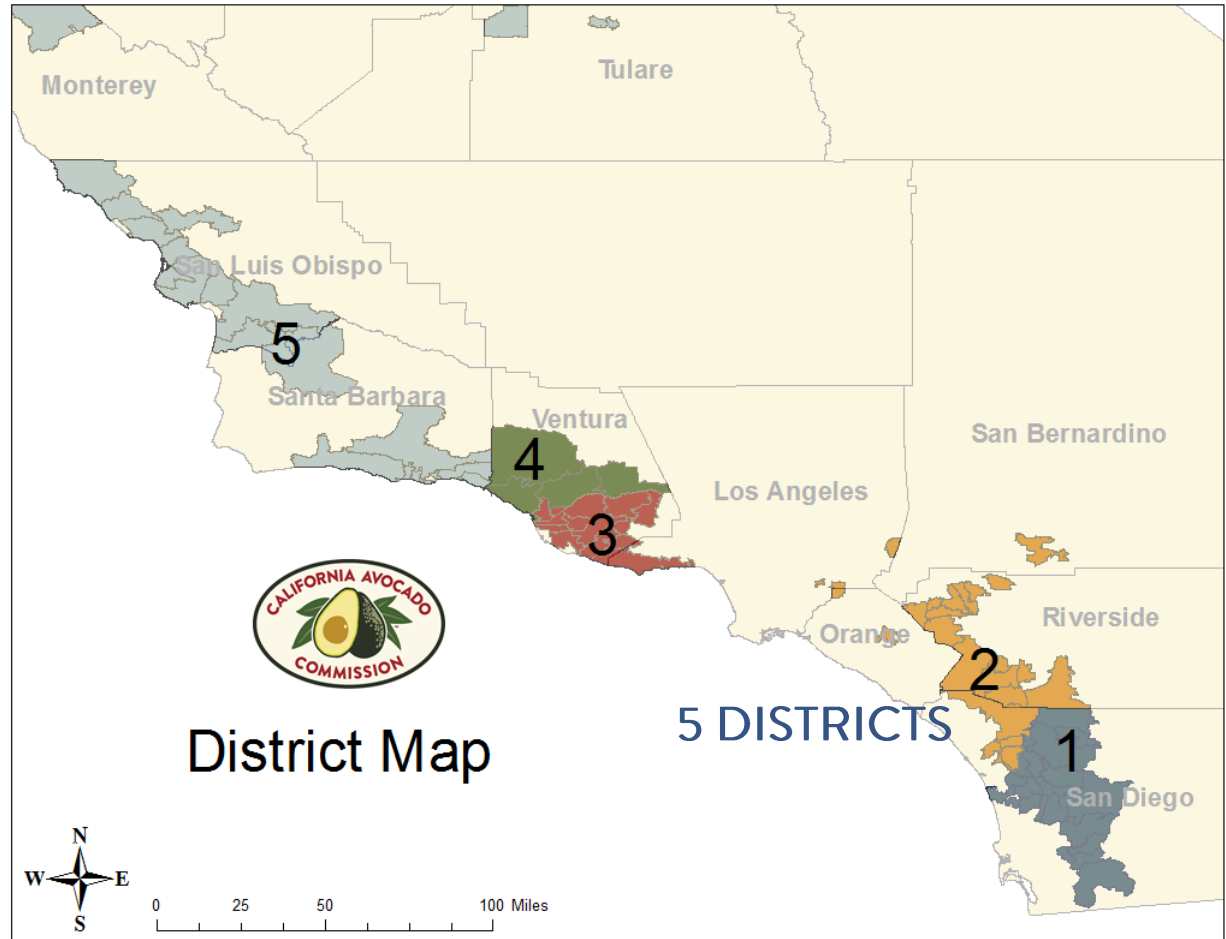 Monterey
Tulare
San Luis Obispo
5
Santa Barbara
Ventura
4
San Bernardino
Los Angeles
3
CALIFORNIA AVOCADO
COMMISSION
Riverside
Orange
2
5 DISTRICTS
1
District Map
San Diego
N
W E
S
0 25 50 100 Miles